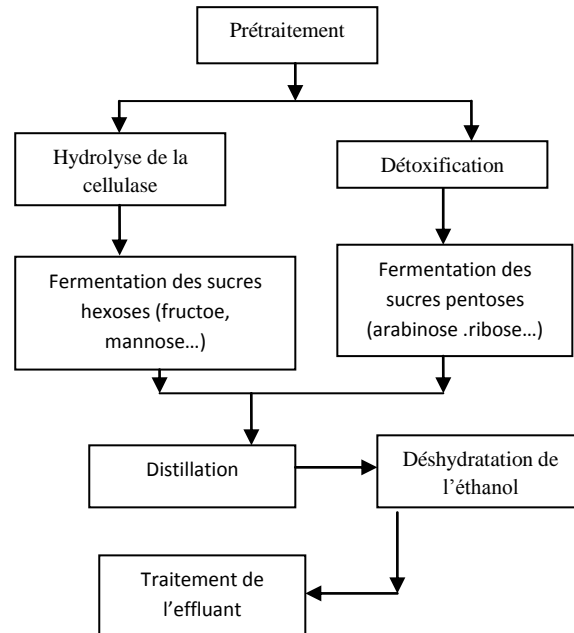 Prétraitement
Hydrolyse de la
cellulase
Détoxification
Fermentation des sucres
hexoses (fructoe,
mannose…)
Fermentation des
sucres pentoses
(arabinose .ribose…)
Distillation
Déshydratation de
l’éthanol
Traitement de
l’effluant